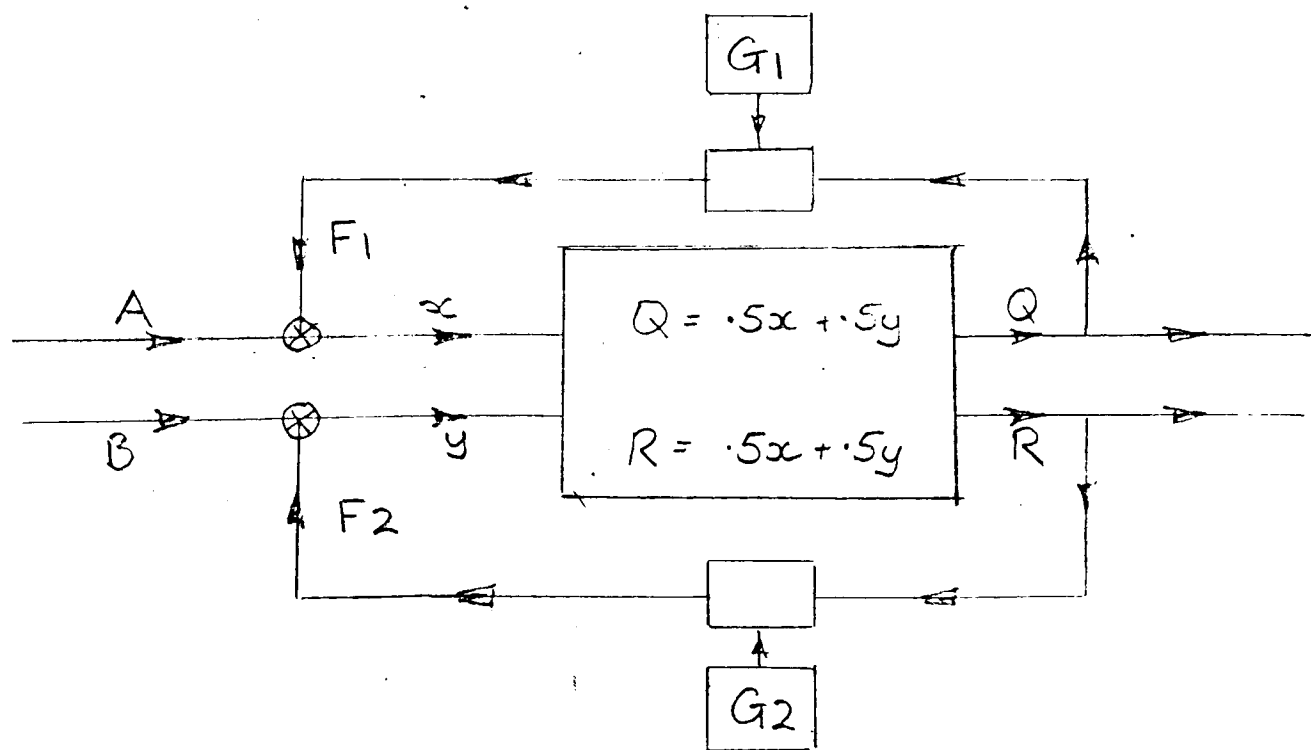 G1
F1
A
x
Q = .5x + .5y
Q
B
y
R = .5x + .5y
R
F2
G2